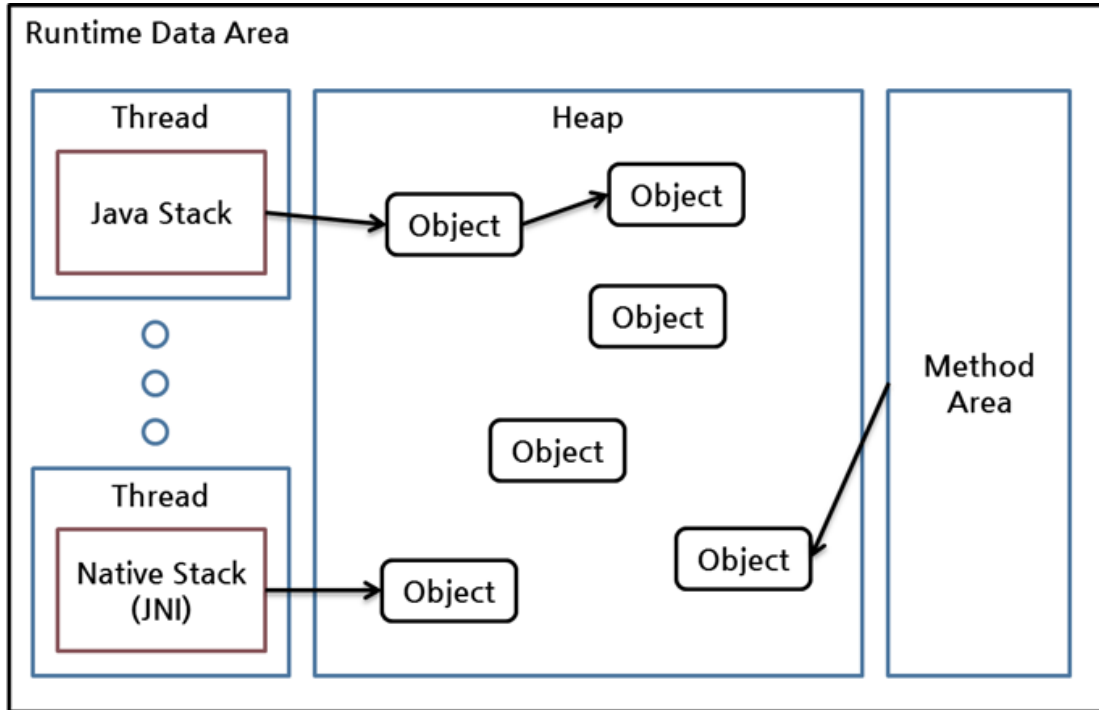 Runtime Data Area
Thread
Java Stack
Heap
Object
Object
Object
Object
Object
Object
Method
Area
Thread
Native Stack
(JNI)